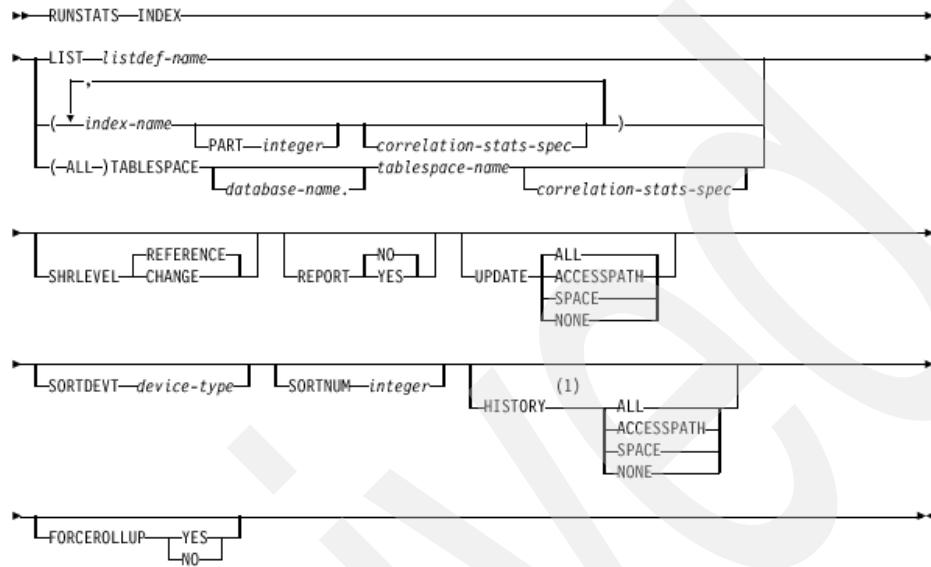 RUNSTATS INDEX
LIST listdef-name
,
( index-name PART integer correlation-stats-spec )
(ALL)TABLESPACE database-name. tablespace-name correlation-stats-spec
SHRLEVEL REFERENCE CHANGE REPORT NO YES UPDATE ALL ACCESSPATH SPACE NONE
SORTDEVT device-type SORTNUM integer HISTORY (1) ALL ACCESSPATH SPACE NONE
FORCEROLLUP YES NO